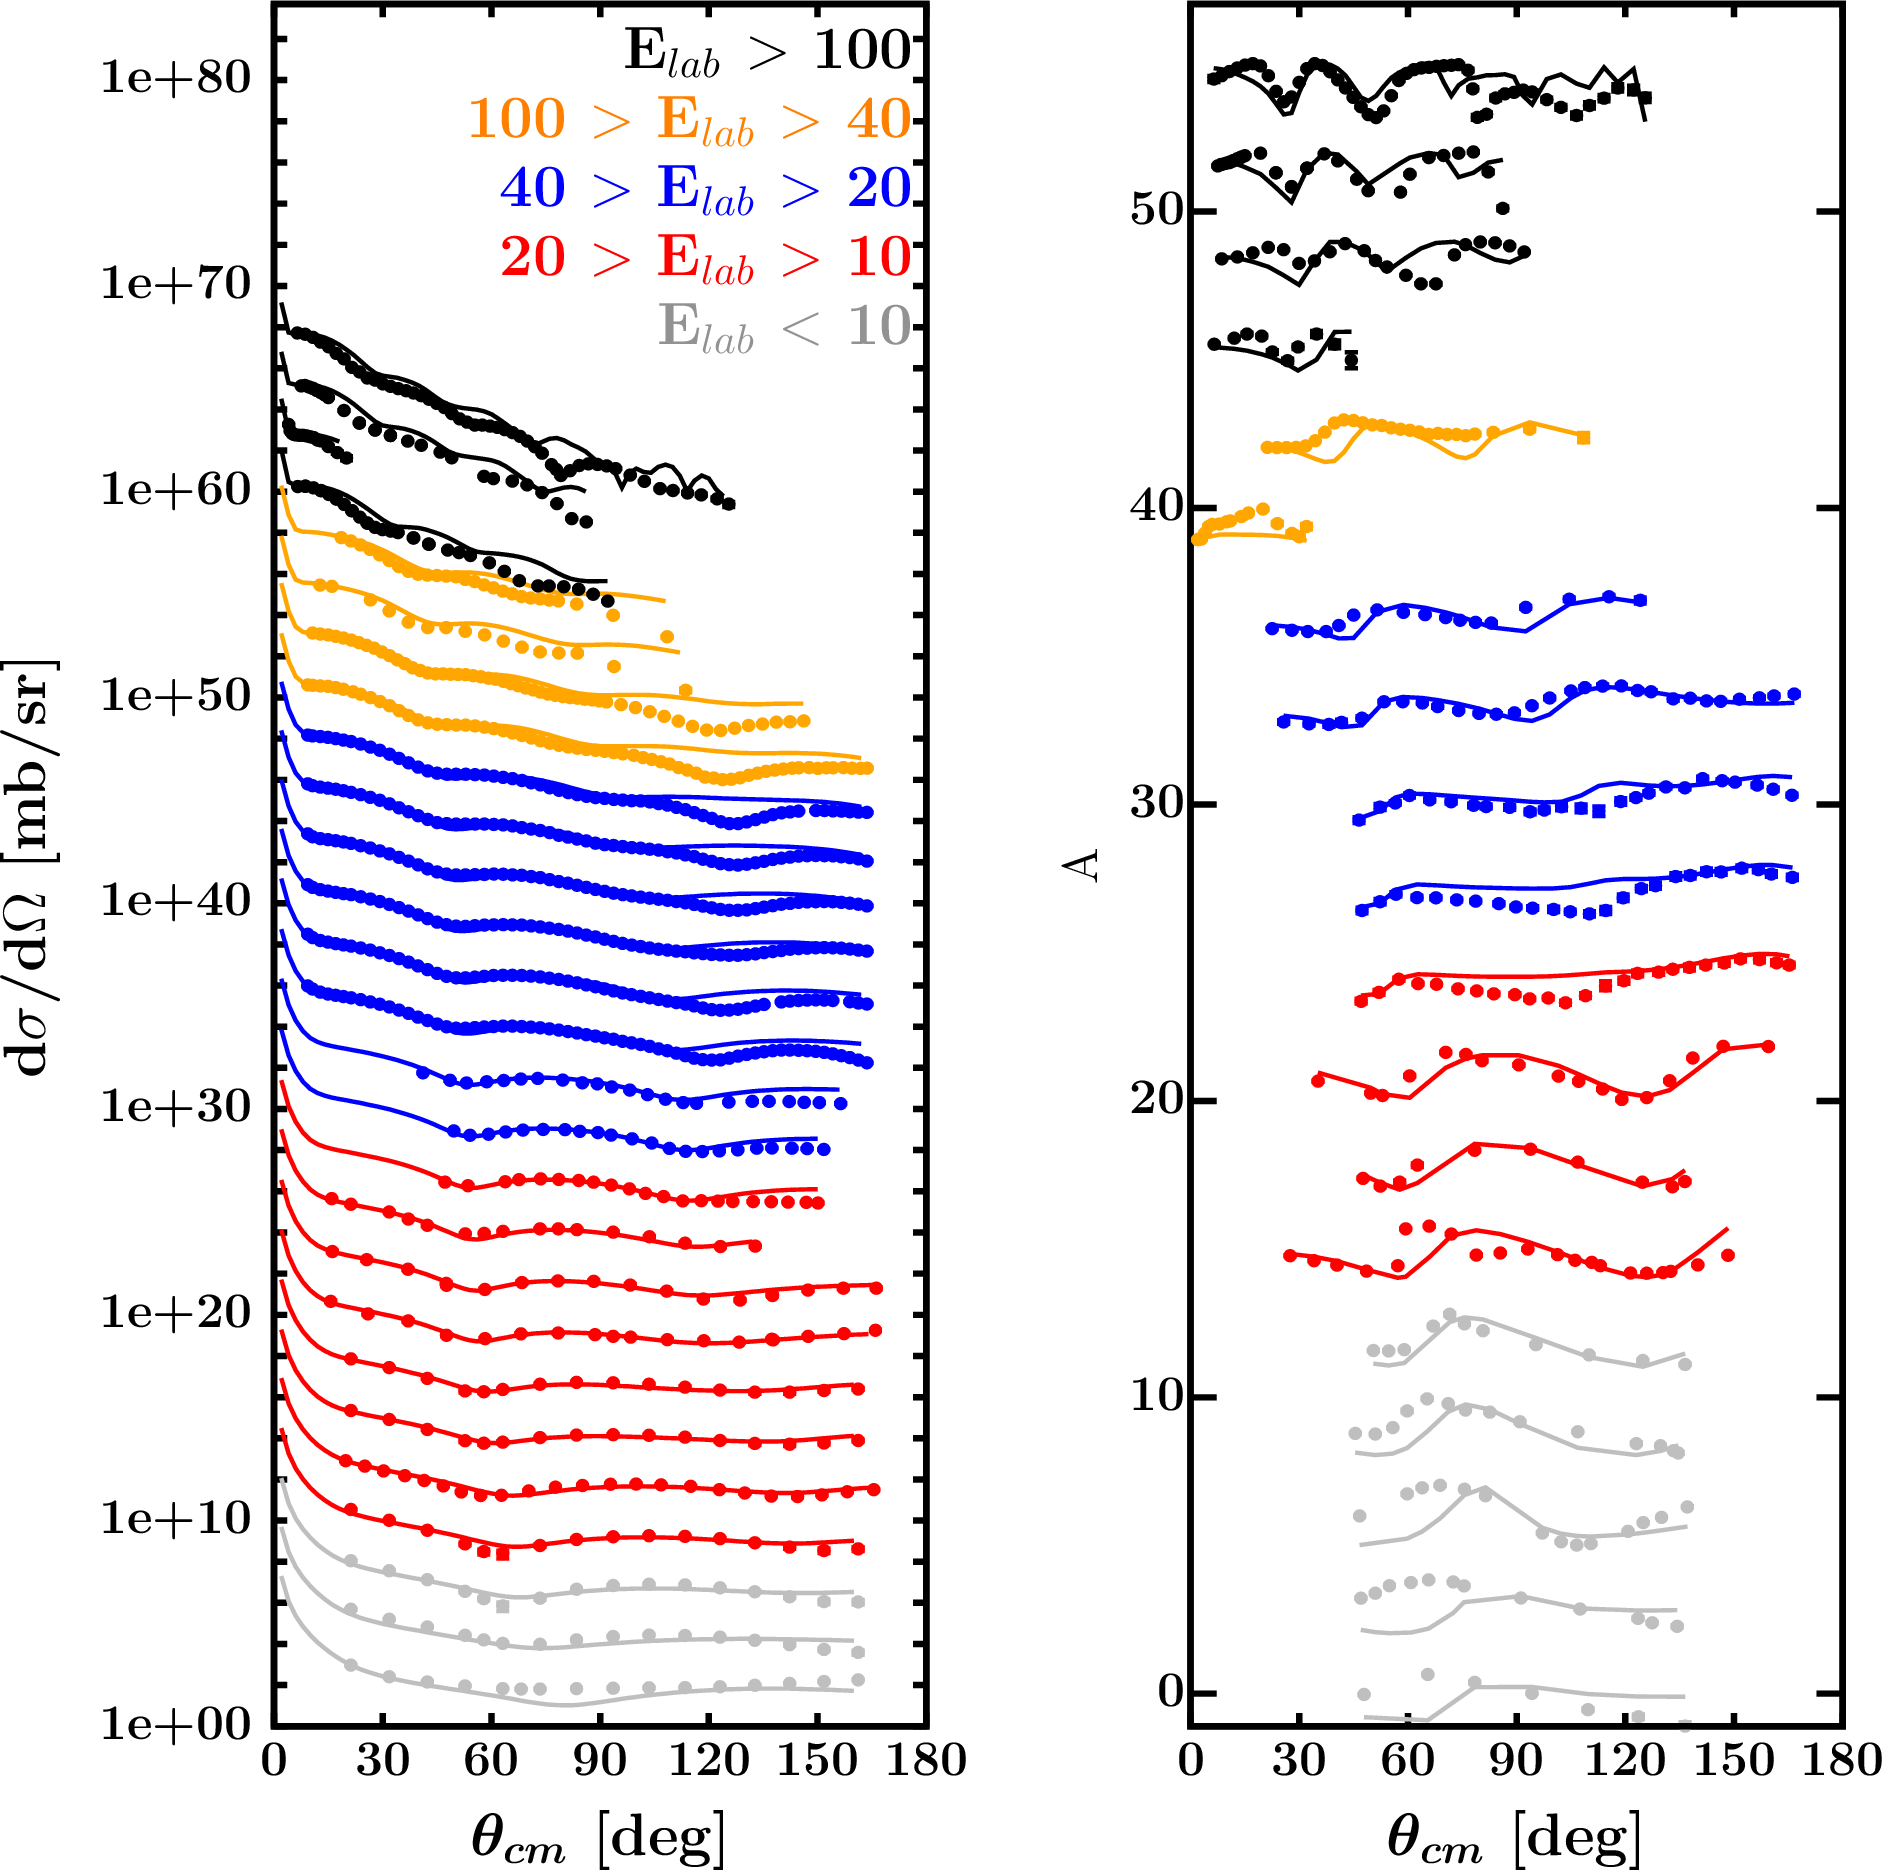 E_lab > 100
100 > E_lab > 40
40 > E_lab > 20
20 > E_lab > 10
E_lab < 10
1e+80
1e+70
1e+60
1e+50
1e+40
1e+30
1e+20
1e+10
1e+00
dσ/dΩ [mb/sr]
0 30 60 90 120 150 180
θ_cm [deg]
50
40
30
20
10
0
A
0 30 60 90 120 150 180
θ_cm [deg]